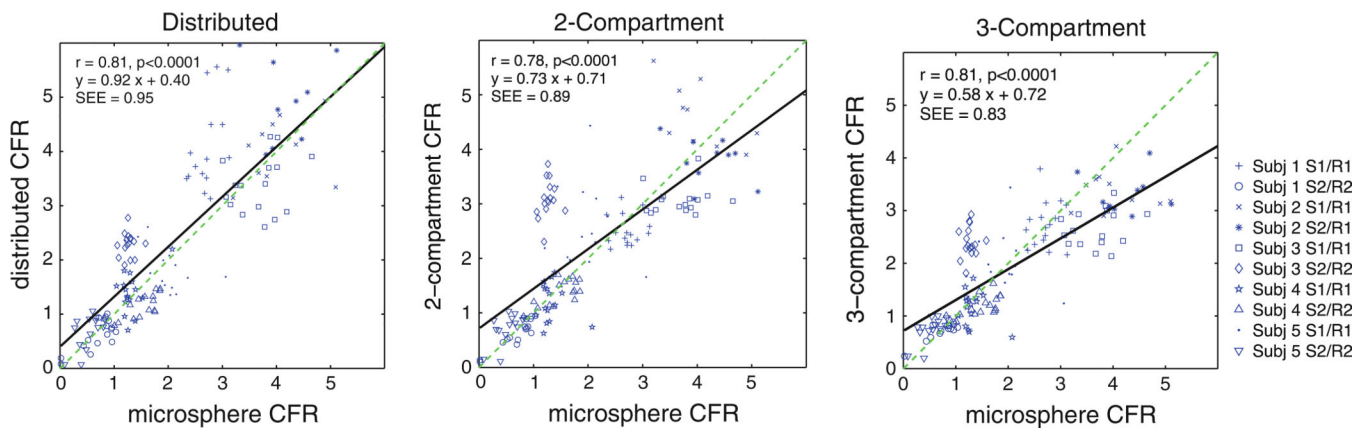 Distributed
r = 0.81, p<0.0001
y = 0.92 x + 0.40
SEE = 0.95
distributed CFR
5
4
3
2
1
0
0 1 2 3 4 5
microsphere CFR
2-Compartment
r = 0.78, p<0.0001
y = 0.73 x + 0.71
SEE = 0.89
2-compartment CFR
5
4
3
2
1
0
0 1 2 3 4 5
microsphere CFR
3-Compartment
r = 0.81, p<0.0001
y = 0.58 x + 0.72
SEE = 0.83
3-compartment CFR
5
4
3
2
1
0
0 1 2 3 4 5
microsphere CFR
Subj 1 S1/R1
Subj 1 S2/R2
Subj 2 S1/R1
Subj 2 S2/R1
Subj 3 S1/R1
Subj 3 S2/R2
Subj 4 S1/R1
Subj 4 S2/R2
Subj 5 S1/R1
Subj 5 S2/R2